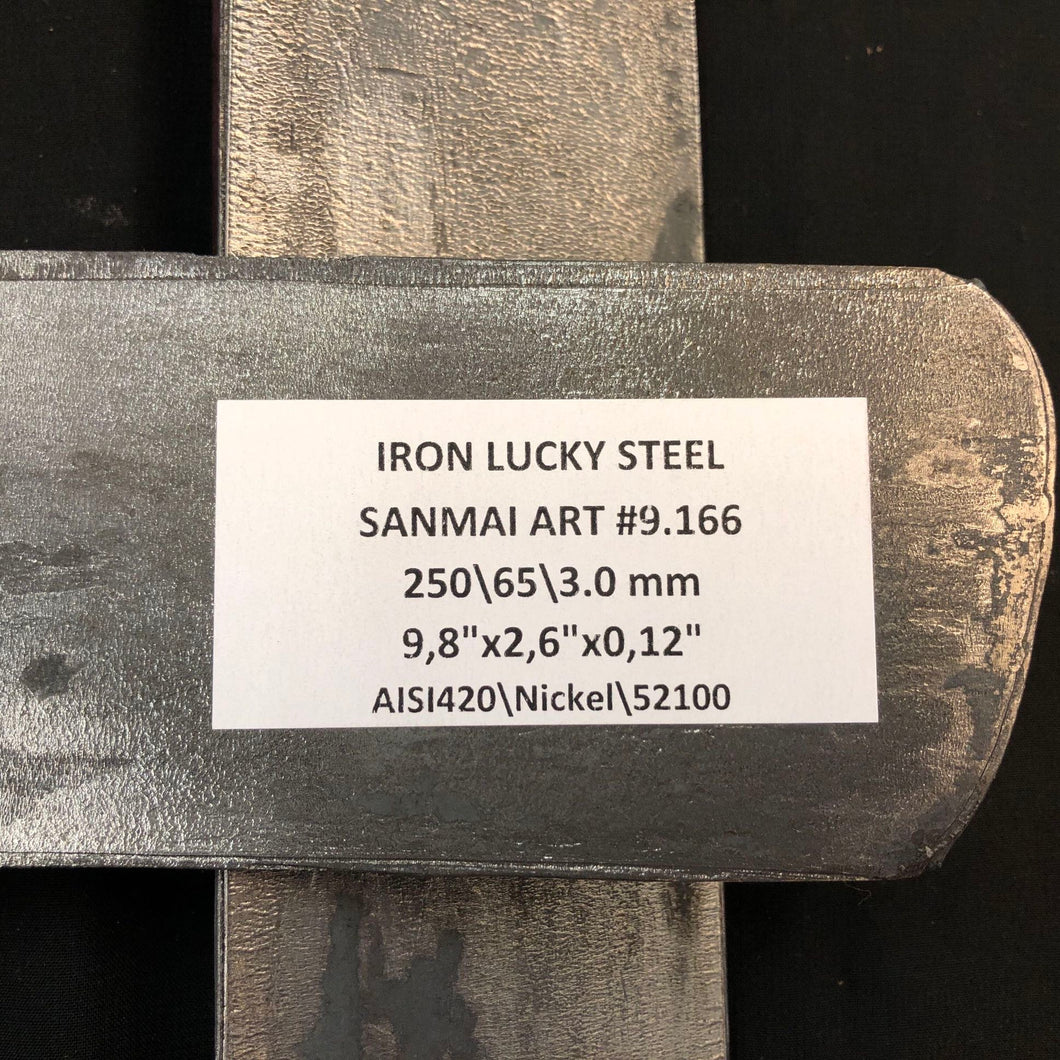 IRON LUCKY STEEL
SANMAI ART #9.166
250\65\3.0 mm
9,8"x2,6"x0,12"
AISI420\Nickel\52100